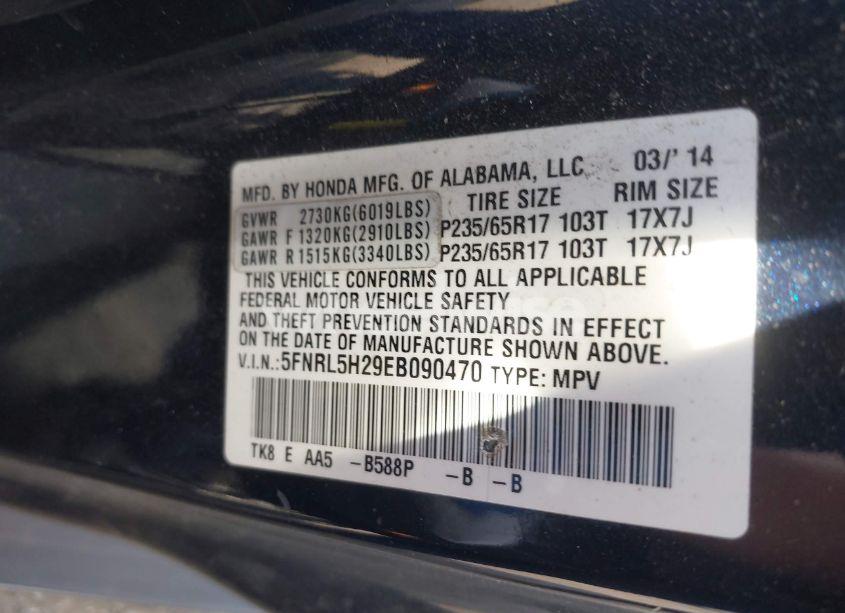 MFD. BY HONDA MFG. OF ALABAMA, LLC 03/' 14
TIRE SIZE RIM SIZE
GVWR 2730KG(6019LBS)
GAWR F 1320KG(2910LBS) P235/65R17 103T 17X7J
GAWR R 1515KG(3340LBS) P235/65R17 103T 17X7J
THIS VEHICLE CONFORMS TO ALL APPLICABLE
FEDERAL MOTOR VEHICLE SAFETY
AND THEFT PREVENTION STANDARDS IN EFFECT
ON THE DATE OF MANUFACTURE SHOWN ABOVE.
V.I.N.: 5FNRL5H29EB090470 TYPE: MPV
TK8 E AA5 -B588P -B -B